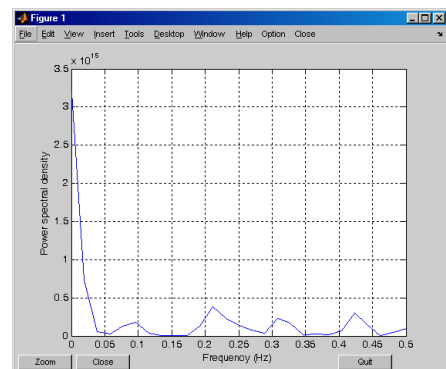 Figure 1
File Edit View Insert Tools Desktop Window Help Option Close
x 10^15
3.5
3
2.5
2
1.5
1
0.5
0
Power spectral density
0 0.05 0.1 0.15 0.2 0.25 0.3 0.35 0.4 0.45 0.5
Frequency (Hz)
Zoom Close Quit